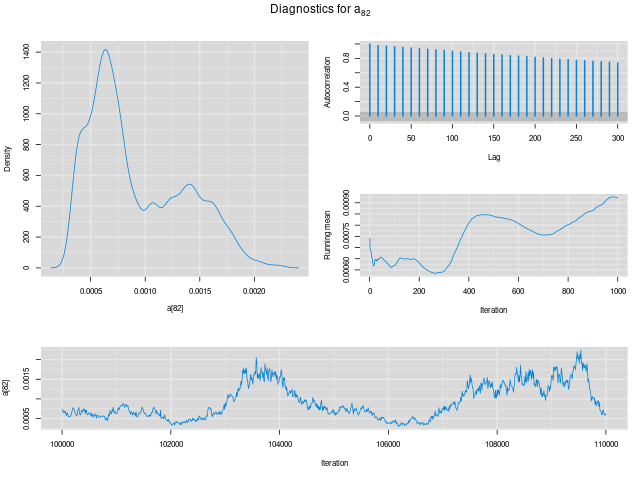 Diagnostics for a82
Density
0 200 400 600 800 1000 1200 1400
0.0005 0.0010 0.0015 0.0020
a[82]
Autocorrelation
0.0 0.4 0.8
0 50 100 150 200 250 300
Lag
Running mean
0.00060 0.00075 0.00090
0 200 400 600 800 1000
Iteration
a[82]
0.0005 0.0015
100000 102000 104000 106000 108000 110000
Iteration